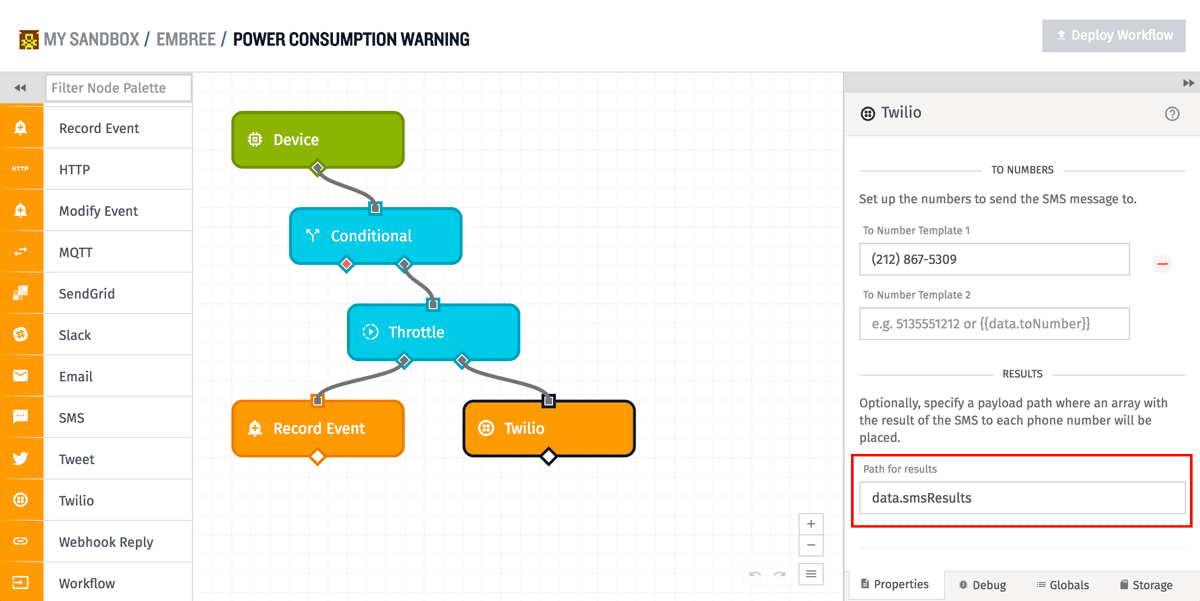 MY SANDBOX / EMBREE / POWER CONSUMPTION WARNING
Deploy Workflow
Filter Node Palette
Record Event
HTTP
HTTP
Modify Event
MQTT
SendGrid
Slack
Email
SMS
Tweet
Twilio
Webhook Reply
Workflow
Device
Conditional
Throttle
Record Event
Twilio
Twilio
TO NUMBERS
Set up the numbers to send the SMS message to.
To Number Template 1
(212) 867-5309
To Number Template 2
e.g. 5135551212 or {{data.toNumber}}
RESULTS
Optionally, specify a payload path where an array with
the result of the SMS to each phone number will be
placed.
Path for results
data.smsResults
Properties
Debug
Globals
Storage